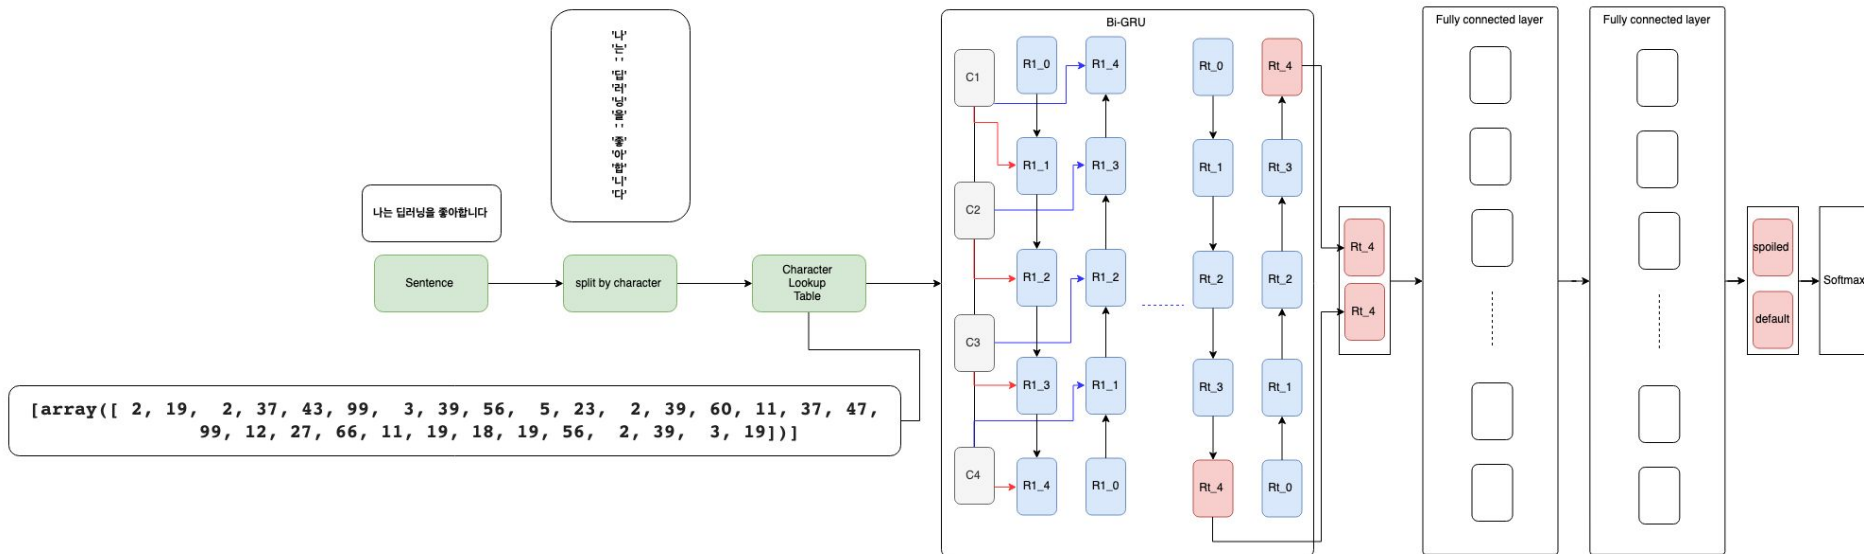 나는 딥러닝을 좋아합니다
Sentence
'나'
'는'
' '
'딥'
'러'
'닝'
'을'
' '
'좋'
'아'
'합'
'니'
'다'
split by character
Character
Lookup
Table
[array([ 2, 19, 2, 37, 43, 99, 3, 39, 56, 5, 23, 2, 39, 60, 11, 37, 47,
99, 12, 27, 66, 11, 19, 18, 19, 56, 2, 39, 3, 19])]
Bi-GRU
C1
C2
C3
C4
R1_0
R1_1
R1_2
R1_3
R1_4
R1_4
R1_3
R1_2
R1_1
R1_0
Rt_0
Rt_1
Rt_2
Rt_3
Rt_4
Rt_4
Rt_3
Rt_2
Rt_1
Rt_0
Rt_4
Rt_4
Fully connected layer
Fully connected layer
spoiled
default
Softmax